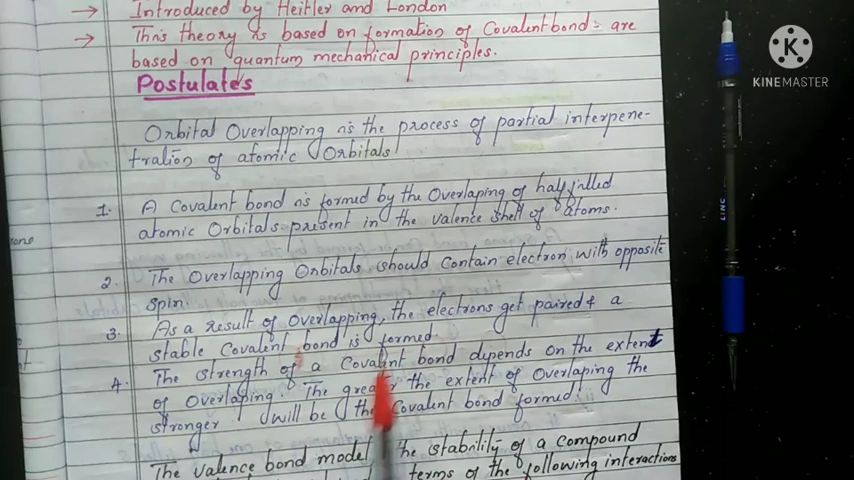 → Introduced by Heitler and London
→ This theory is based on formation of Covalent bond are
based on quantum mechanical principles.
Postulates
Orbital Overlapping is the process of partial interpene-
tration of atomic Orbitals
1. A Covalent bond is formed by the Overlaping of half filled
atomic Orbitals present in the valence shell of atoms.
2. The Overlapping Orbitals should contain electron with opposite
spin
3. As a result of Overlapping, the electrons get paired & a
stable Covalent bond is formed.
4. The strength of a Covalent bond depends on the extent
of Overlaping. The greater the extent of Overlaping the
stronger will be the Covalent bond formed.
The valence bond model the stability of a compound
terms of the following interactions
K
KINEMASTER
LINC